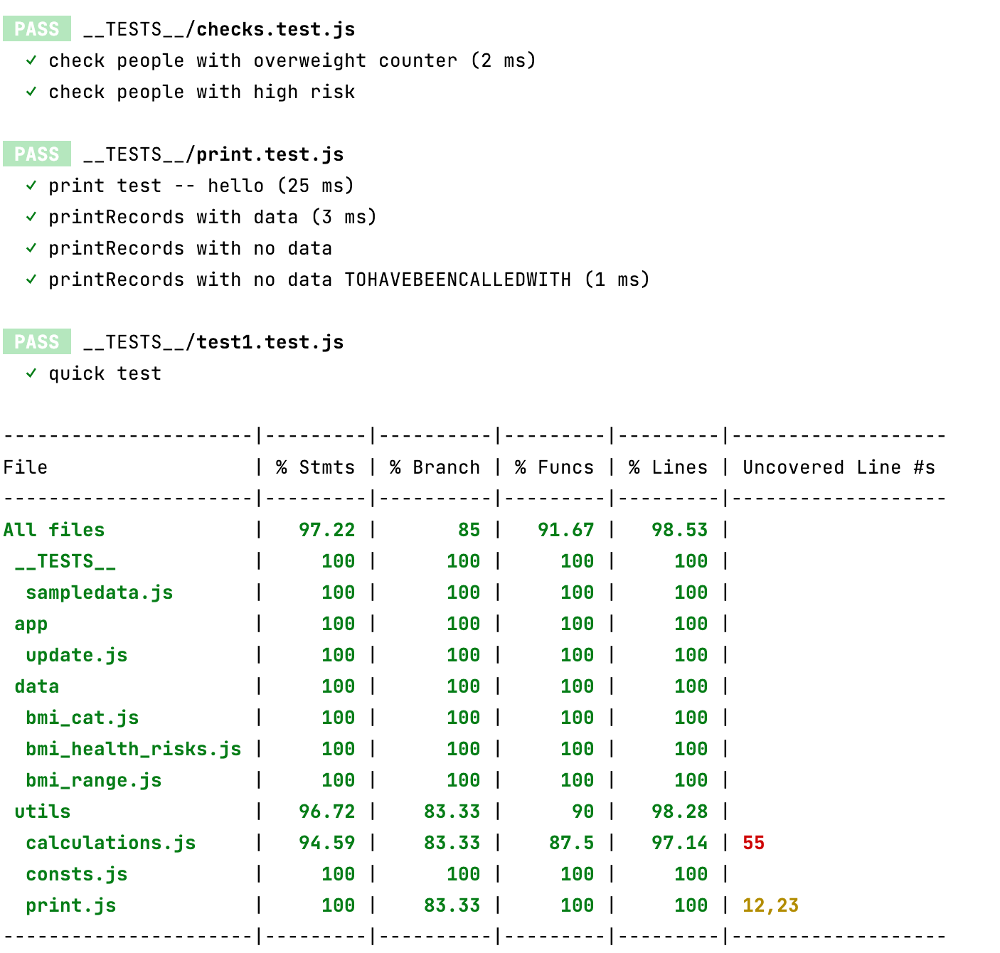 PASS __TESTS__/checks.test.js
✓ check people with overweight counter (2 ms)
✓ check people with high risk
PASS __TESTS__/print.test.js
✓ print test -- hello (25 ms)
✓ printRecords with data (3 ms)
✓ printRecords with no data
✓ printRecords with no data TOHAVEBEENCALLEDWITH (1 ms)
PASS __TESTS__/test1.test.js
✓ quick test
----------------------|---------|----------|---------|---------|-------------------
File                  | % Stmts | % Branch | % Funcs | % Lines | Uncovered Line #s
----------------------|---------|----------|---------|---------|-------------------
All files             |   97.22 |       85 |   91.67 |   98.53 |
 __TESTS__            |     100 |      100 |     100 |     100 |
  sampledata.js       |     100 |      100 |     100 |     100 |
 app                  |     100 |      100 |     100 |     100 |
  update.js           |     100 |      100 |     100 |     100 |
 data                 |     100 |      100 |     100 |     100 |
  bmi_cat.js          |     100 |      100 |     100 |     100 |
  bmi_health_risks.js |     100 |      100 |     100 |     100 |
  bmi_range.js        |     100 |      100 |     100 |     100 |
 utils                |   96.72 |    83.33 |      90 |   98.28 |
  calculations.js     |   94.59 |    83.33 |    87.5 |   97.14 | 55
  consts.js           |     100 |      100 |     100 |     100 |
  print.js            |     100 |    83.33 |     100 |     100 | 12,23
----------------------|---------|----------|---------|---------|-------------------